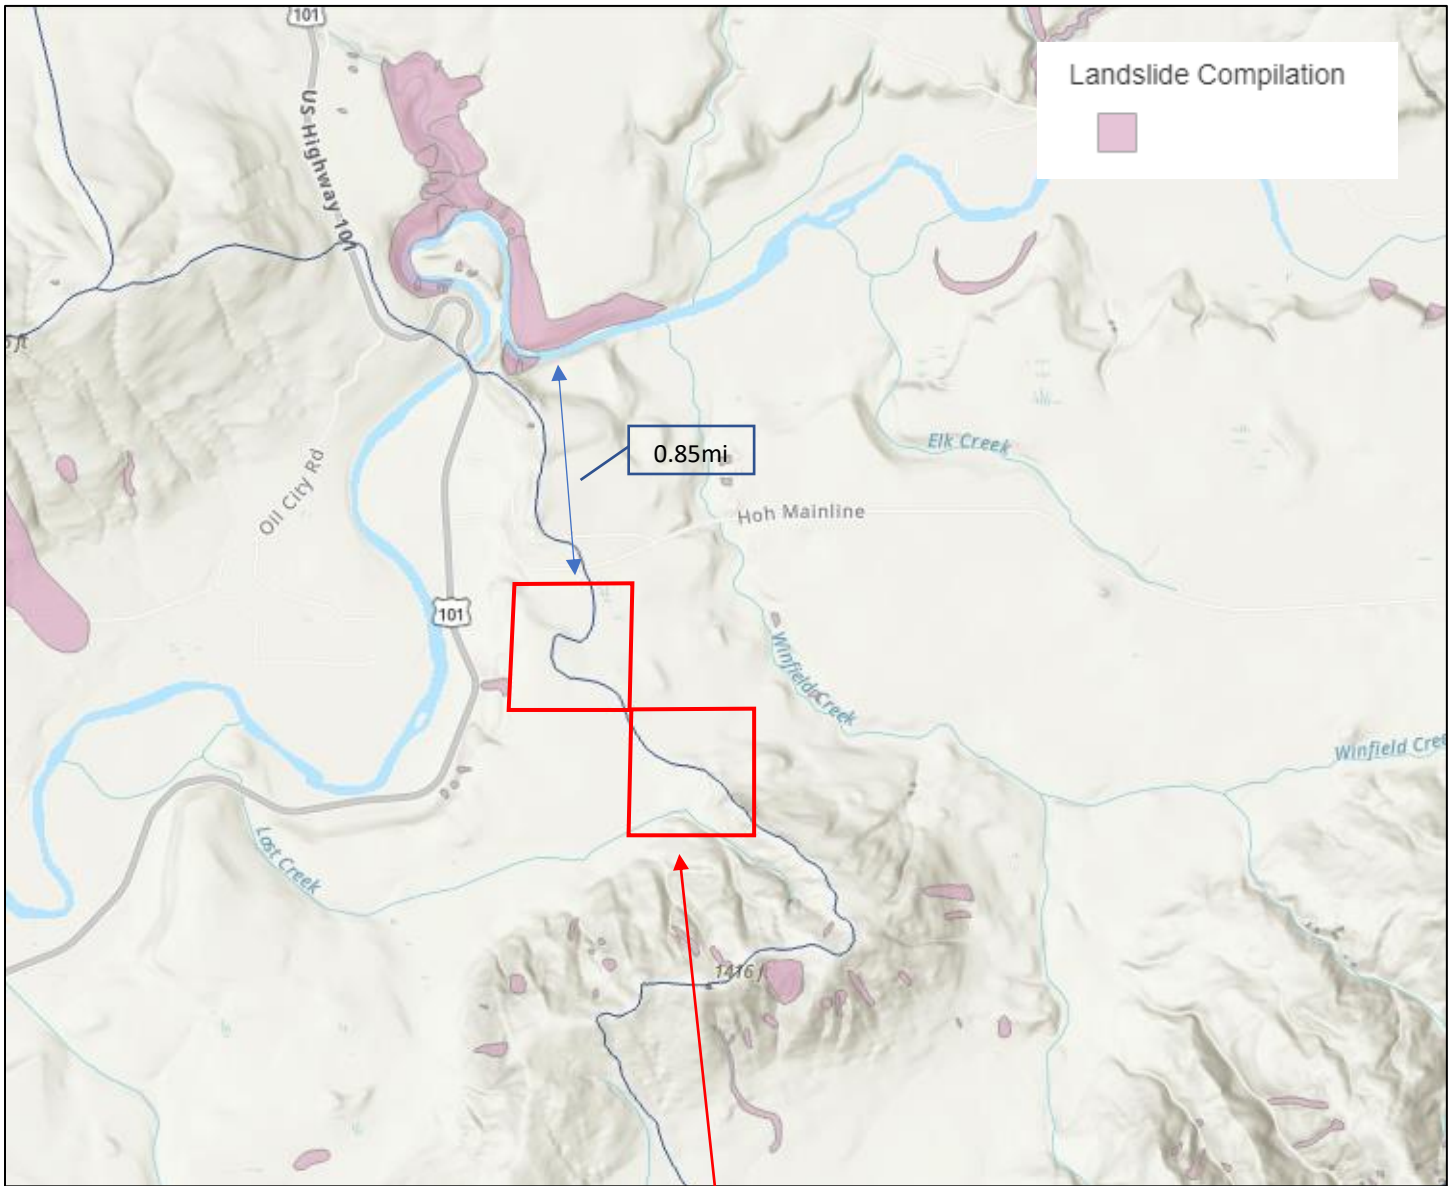 101
Landslide Compilation
US Highway 101
0.85mi
Elk Creek
Oil City Rd
Hoh Mainline
101
Winfield Creek
Winfield Cre
Lost Creek
1416 f